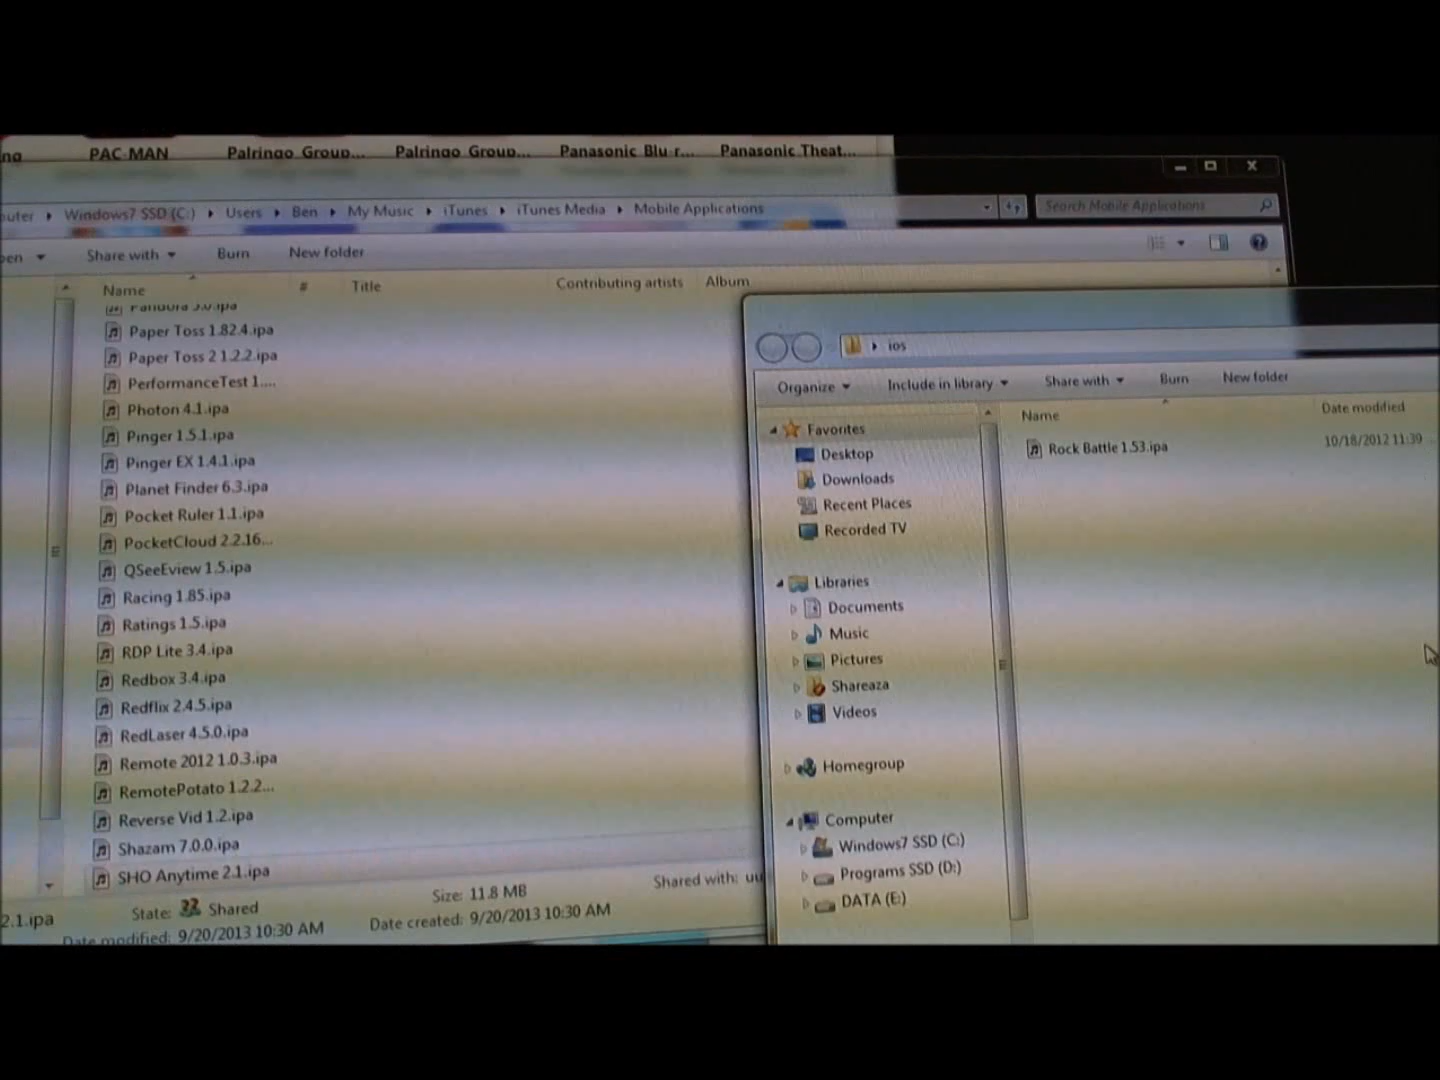 ng PAC-MAN Palringo Group... Palringo Group... Panasonic Blu-r... Panasonic Theat...
Windows7 SSD (C:) Users Ben My Music iTunes iTunes Media Mobile Applications
Search Mobile Applications
Share with Burn New folder
Name # Title Contributing artists Album
Pandora 5.0.ipa
Paper Toss 1.82.4.ipa
Paper Toss 2 1.2.2.ipa
PerformanceTest 1....
Photon 4.1.ipa
Pinger 1.5.1.ipa
Pinger EX 1.4.1.ipa
Planet Finder 6.3.ipa
Pocket Ruler 1.1.ipa
PocketCloud 2.2.16...
QSeeEview 1.5.ipa
Racing 1.85.ipa
Ratings 1.5.ipa
RDP Lite 3.4.ipa
Redbox 3.4.ipa
Redflix 2.4.5.ipa
RedLaser 4.5.0.ipa
Remote 2012 1.0.3.ipa
RemotePotato 1.2.2...
Reverse Vid 1.2.ipa
Shazam 7.0.0.ipa
SHO Anytime 2.1.ipa
2.1.ipa State: Shared Size: 11.8 MB Shared with:
Date modified: 9/20/2013 10:30 AM Date created: 9/20/2013 10:30 AM
ios
Organize Include in library Share with Burn New folder
Name Date modified
Rock Battle 1.53.ipa 10/18/2012 11:39 ...
Favorites
Desktop
Downloads
Recent Places
Recorded TV
Libraries
Documents
Music
Pictures
Shareaza
Videos
Homegroup
Computer
Windows7 SSD (C:)
Programs SSD (D:)
DATA (E:)